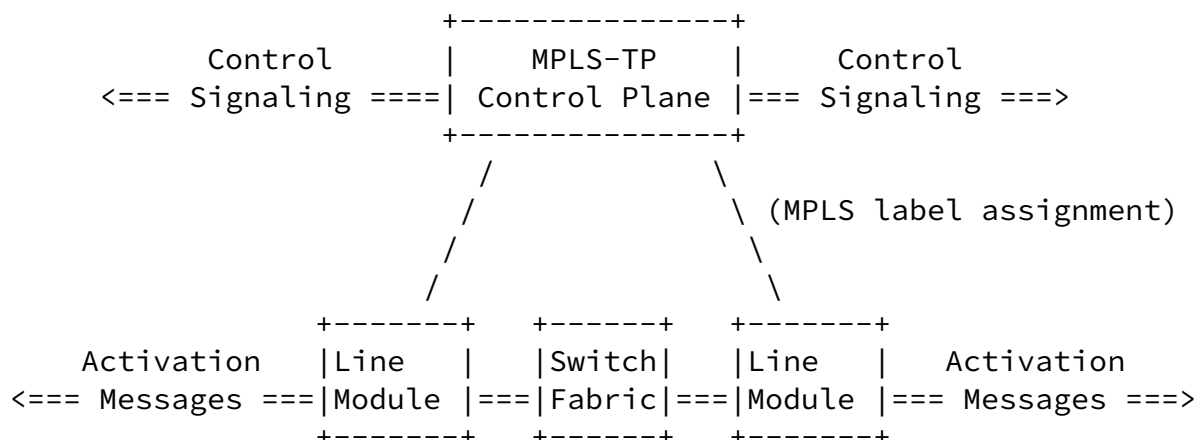 +---------------+
            Control      |    MPLS-TP    |     Control
     <=== Signaling ====| Control Plane |=== Signaling ===>
                         +---------------+
                           /            \
                          /              \ (MPLS label assignment)
                         /                \
                        /                  \
                 +-------+   +------+   +-------+
    Activation   |Line   |   |Switch|   |Line   |   Activation
<=== Messages ===|Module |===|Fabric|===|Module |=== Messages ===>
                 +-------+   +------+   +-------+